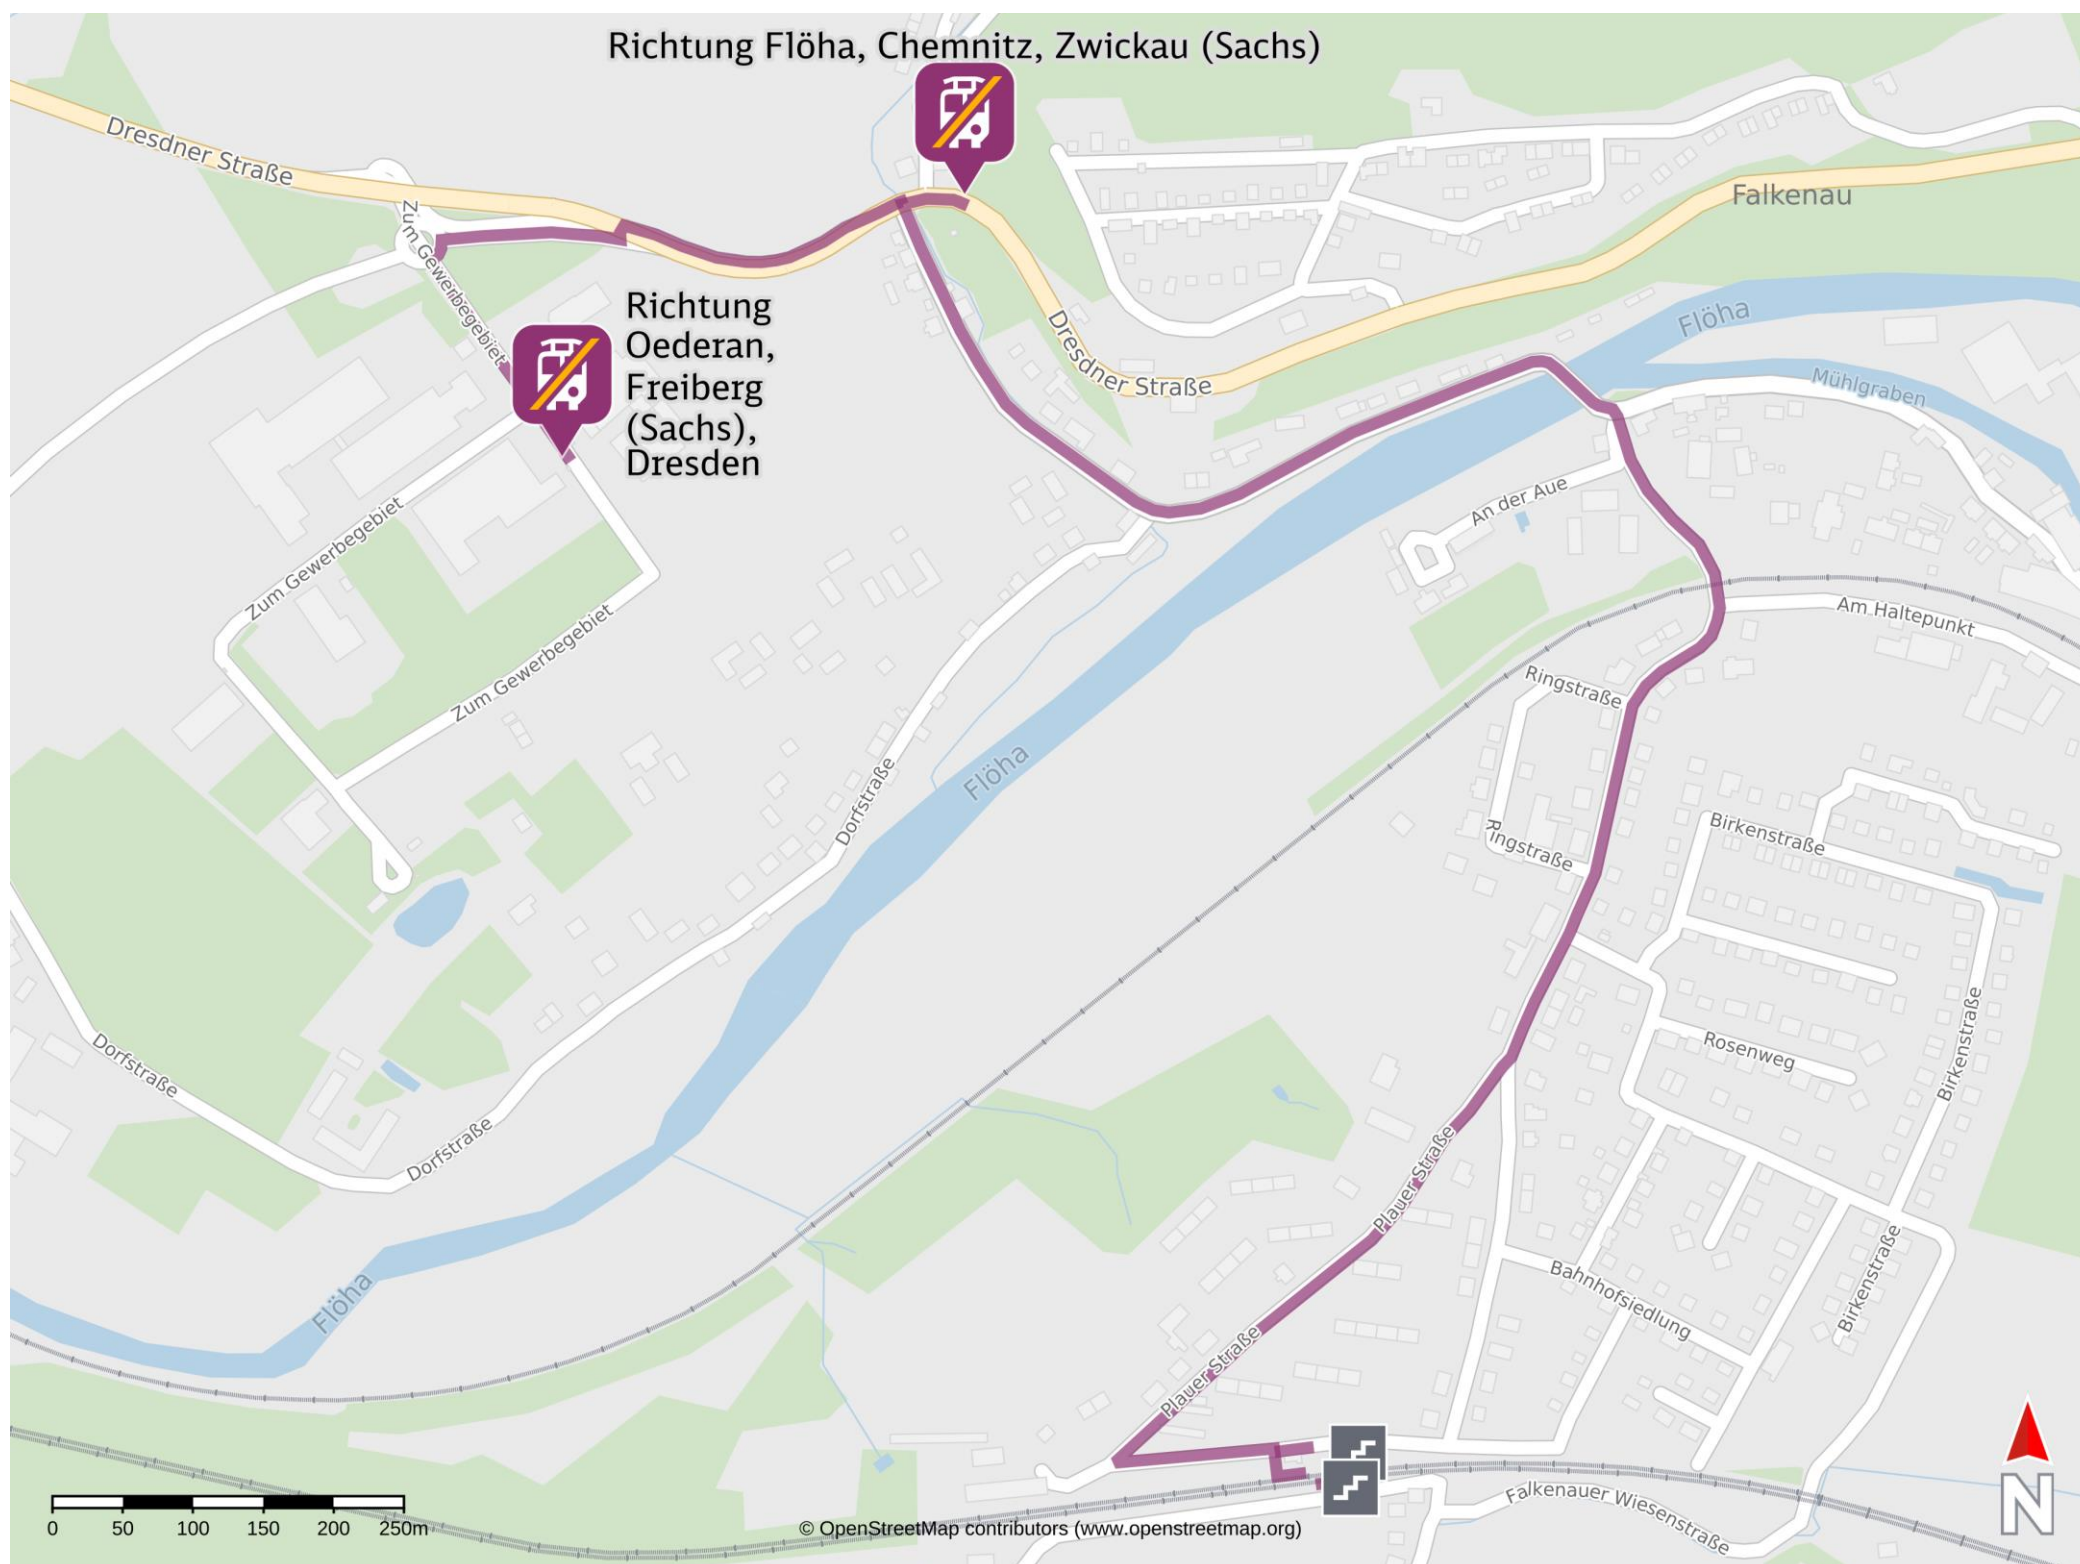 Richtung Flöha, Chemnitz, Zwickau (Sachs)
Dresdner Straße
Falkenau
Zum Gewerbegebiet
Richtung
Oederan,
Freiberg
(Sachs),
Dresden
Dresdner Straße
Flöha
Mühlgraben
An der Aue
Zum Gewerbegebiet
Zum Gewerbegebiet
Am Haltepunkt
Ringstraße
Flöha
Dorfstraße
Ringstraße
Birkenstraße
Birkenstraße
Rosenweg
Dorfstraße
Dorfstraße
Plauer Straße
Flöha
Bahnhofsiedlung
Birkenstraße
Plauer Straße
Falkenauer Wiesenstraße
N
0 50 100 150 200 250m
© OpenStreetMap contributors (www.openstreetmap.org)